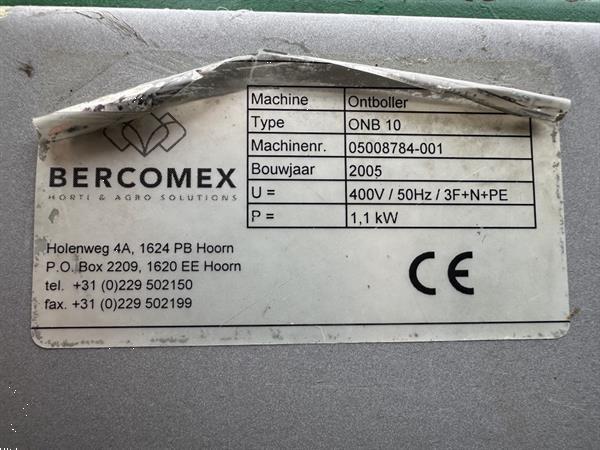 Machine Ontboller
Type ONB 10
Machinenr. 05008784-001
Bouwjaar 2005
U = 400V / 50Hz / 3F+N+PE
P = 1,1 kW
BERCOMEX
HORTI & AGRO SOLUTIONS
Holenweg 4A, 1624 PB Hoorn
P.O. Box 2209, 1620 EE Hoorn
tel. +31 (0)229 502150
fax. +31 (0)229 502199
CE